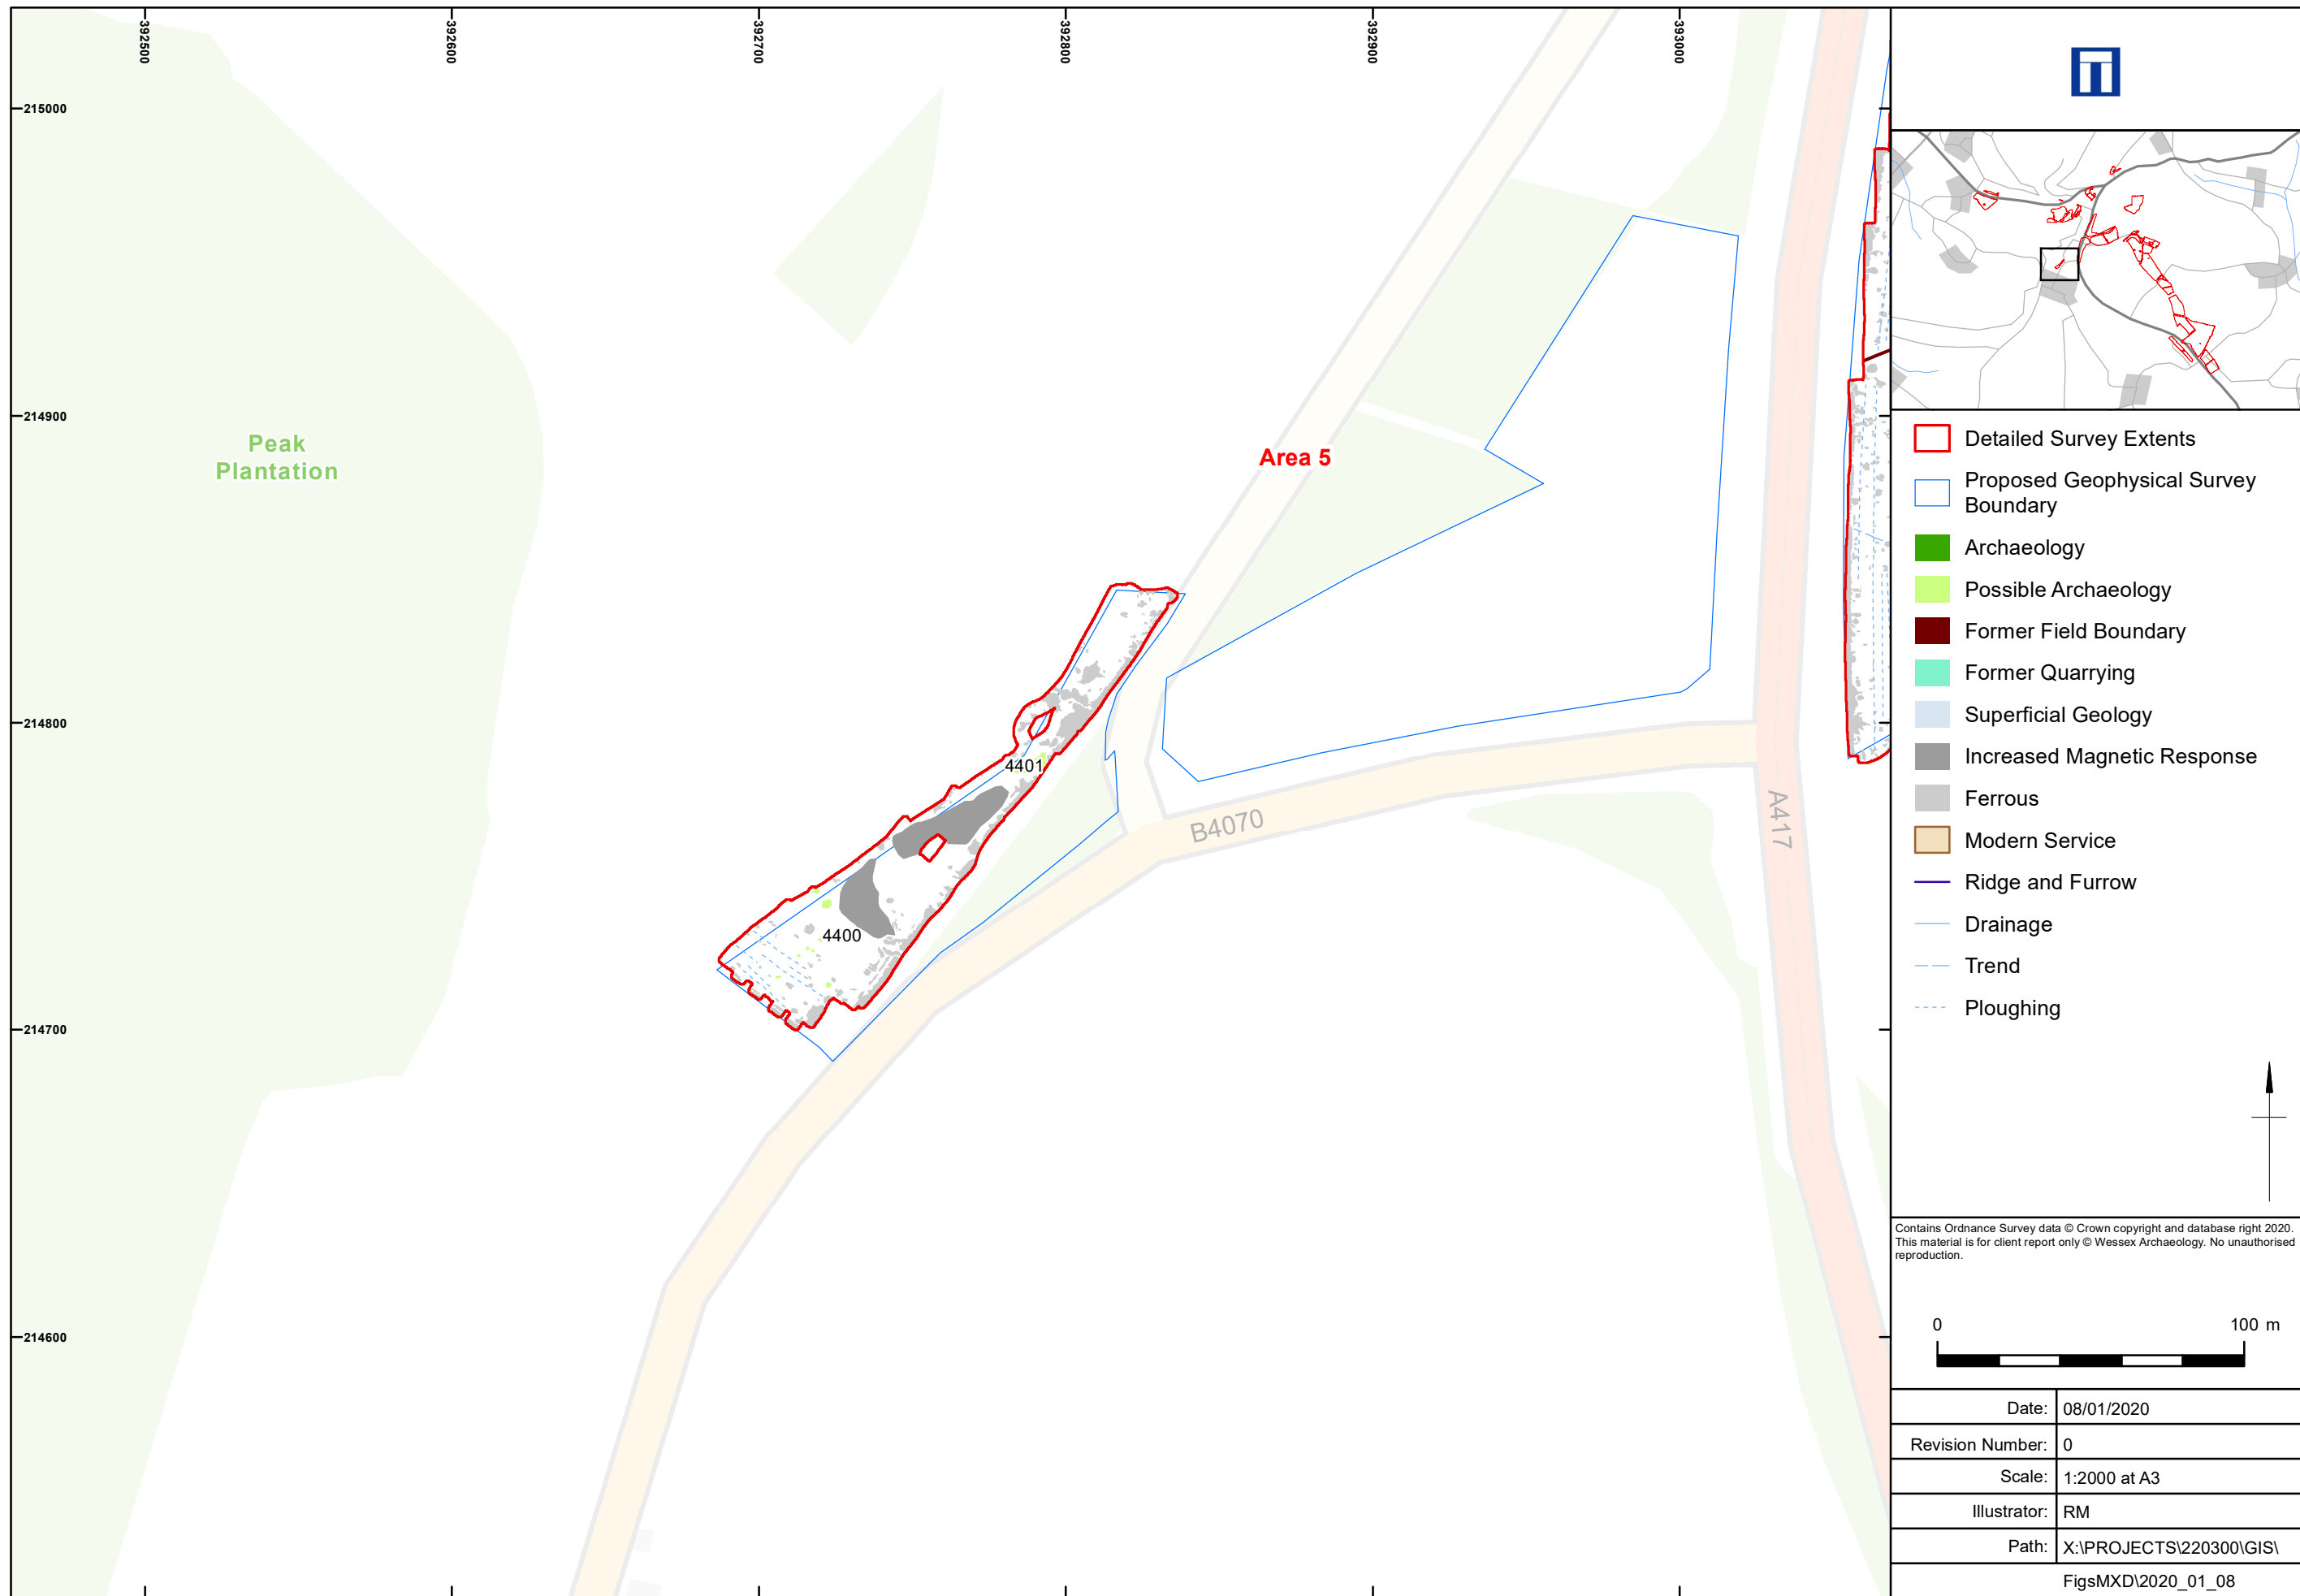 392500
392600
392700
392800
392900
393000
215000
214900
214800
214700
214600
Peak
Plantation
Area 5
4401
4400
B4070
A417
Detailed Survey Extents
Proposed Geophysical Survey
Boundary
Archaeology
Possible Archaeology
Former Field Boundary
Former Quarrying
Superficial Geology
Increased Magnetic Response
Ferrous
Modern Service
Ridge and Furrow
Drainage
Trend
Ploughing
Contains Ordnance Survey data © Crown copyright and database right 2020.
This material is for client report only © Wessex Archaeology. No unauthorised
reproduction.
0 100 m
Date: 08/01/2020
Revision Number: 0
Scale: 1:2000 at A3
Illustrator: RM
Path: X:\PROJECTS\220300\GIS\
FigsMXD\2020_01_08